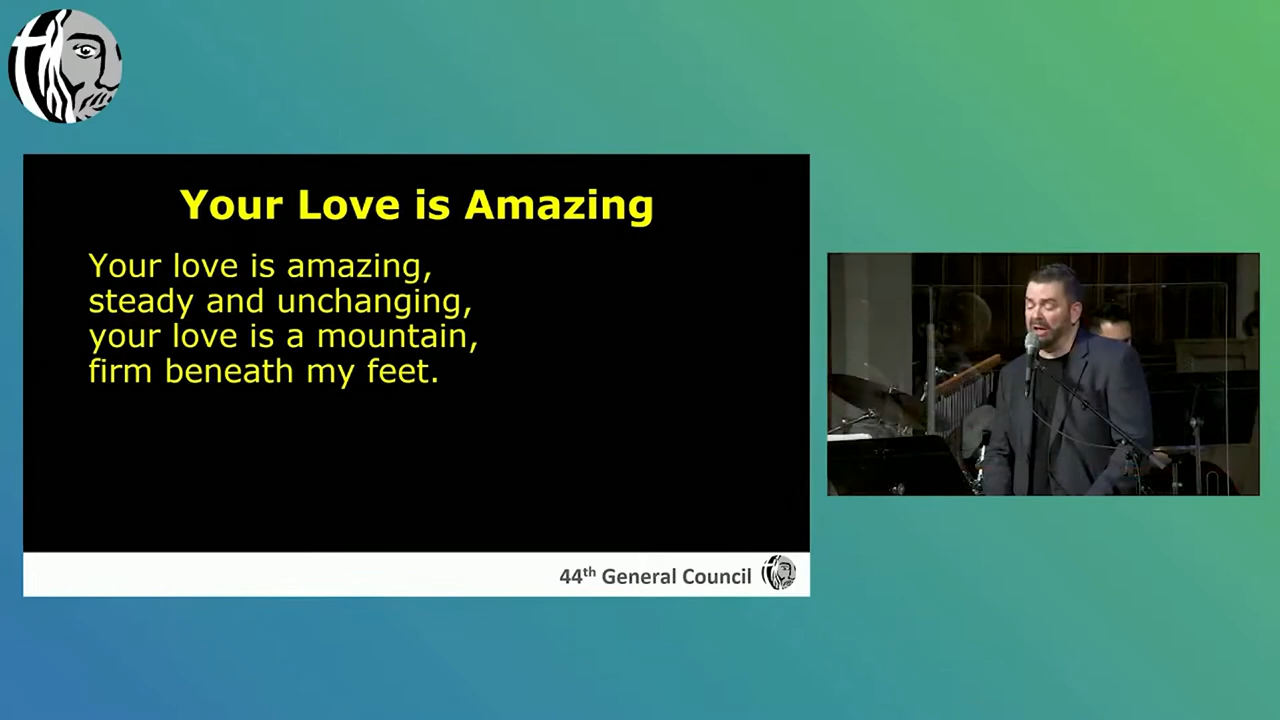 Your Love is Amazing
Your love is amazing,
steady and unchanging,
your love is a mountain,
firm beneath my feet.
44th General Council